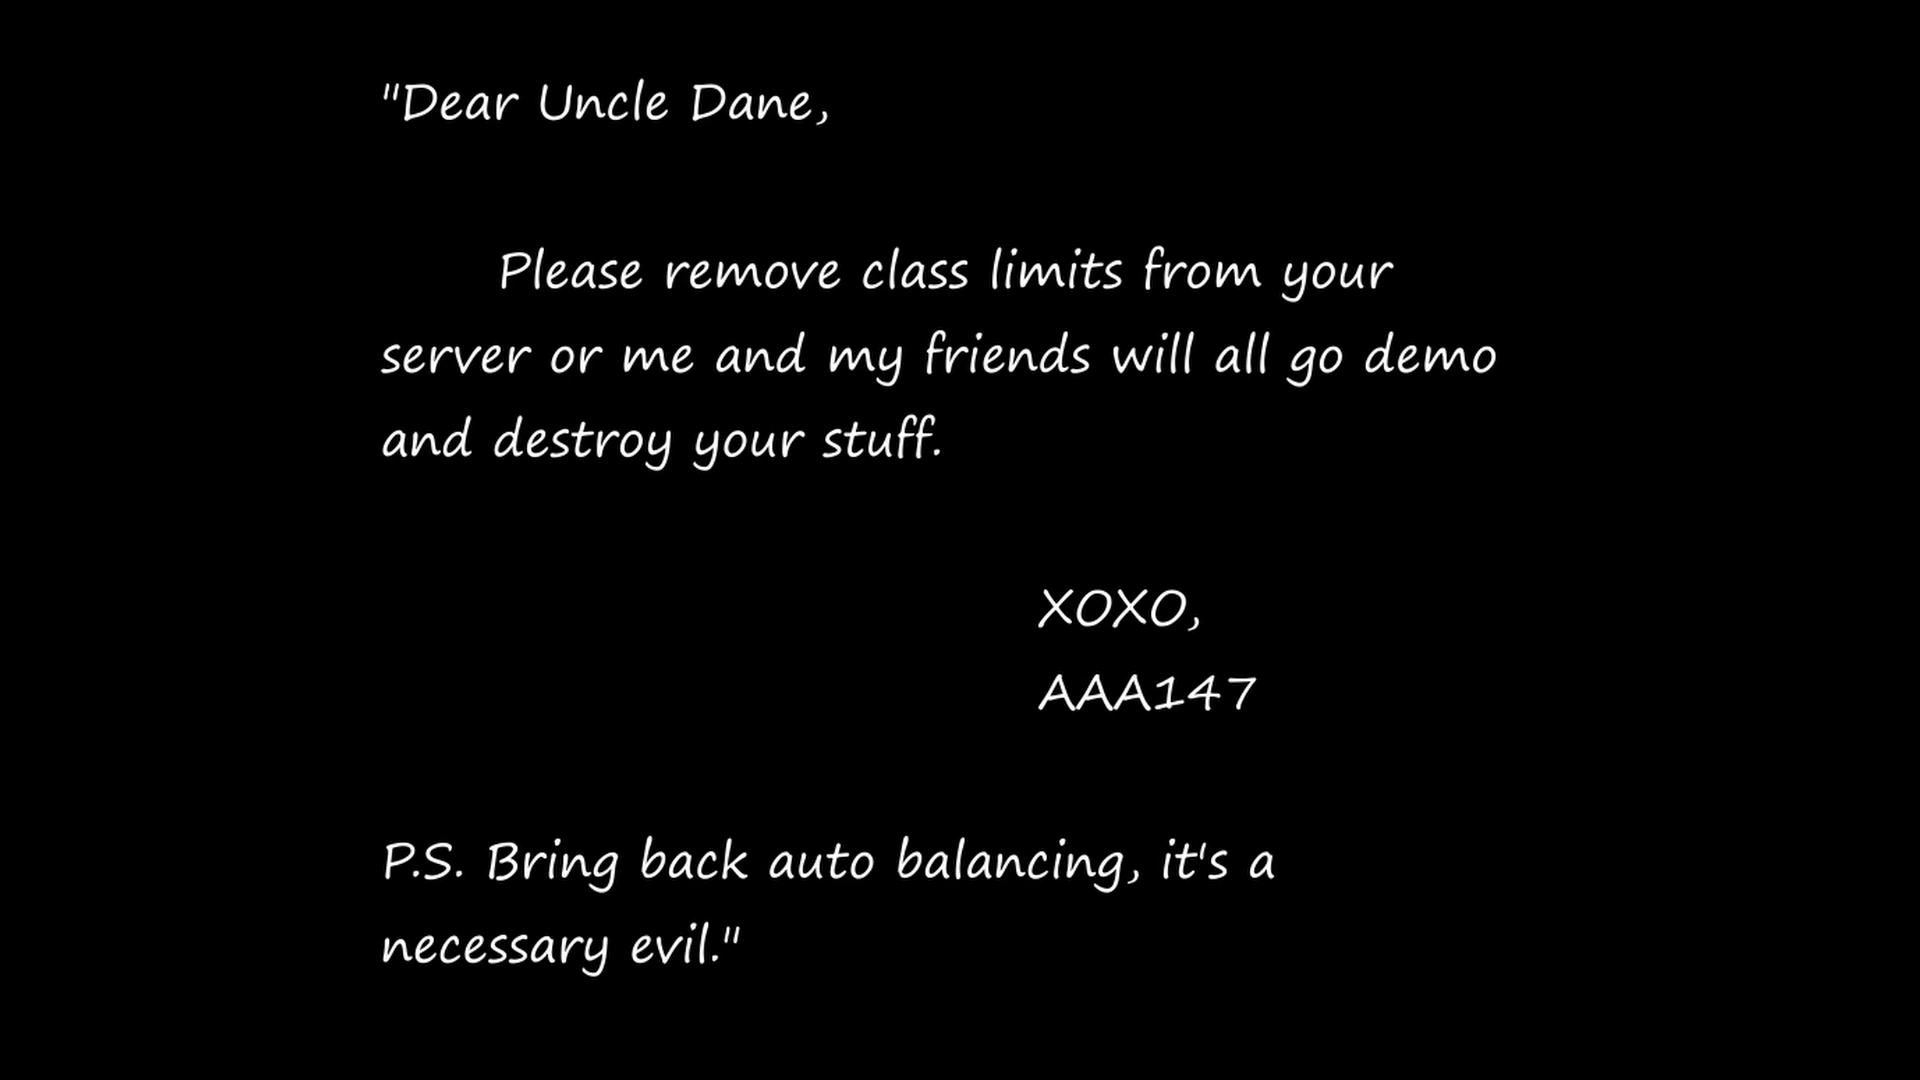 "Dear Uncle Dane,
Please remove class limits from your
server or me and my friends will all go demo
and destroy your stuff.
XOXO,
AAA147
P.S. Bring back auto balancing, it's a
necessary evil."